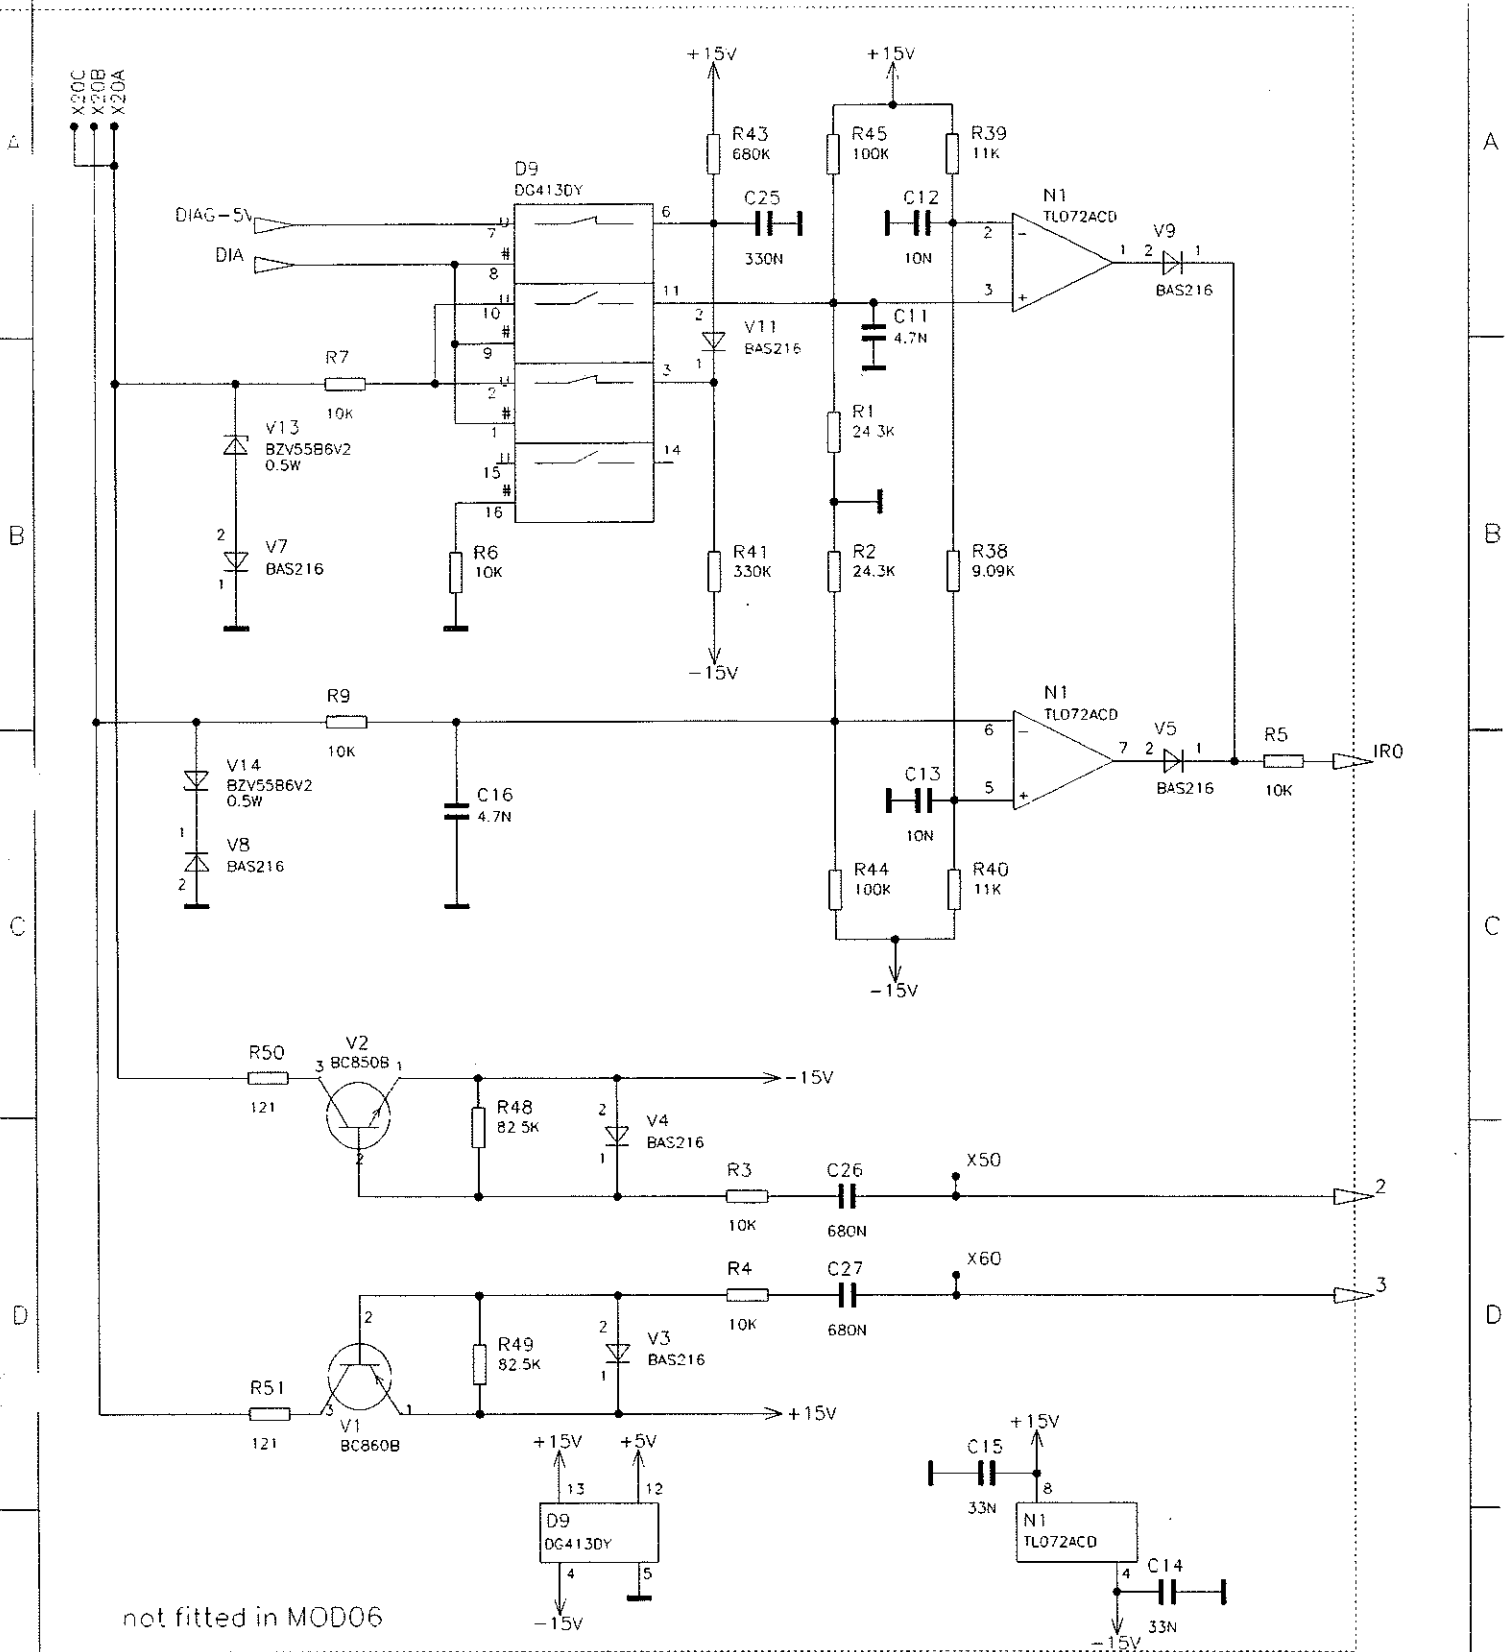 +15V
+15V
X20C
X20B
X20A
A
A
R43
680K
R45
100K
R39
11K
D9
DG413DY
C25
330N
C12
10N
N1
TL072ACD
DIAG-5V
7
6
2
-
1
2
V9
1
BAS216
DIA
#
8
11
3
+
10
#
9
2
V11
BAS216
1
C11
4.7N
R7
10K
2
3
#
1
R1
24.3K
V13
BZV55B6V2
0.5W
15
14
#
16
B
B
2
V7
BAS216
1
R6
10K
R41
330K
R2
24.3K
R38
9.09K
-15V
R9
10K
N1
TL072ACD
6
-
7
2
V5
1
BAS216
R5
10K
IRQ
V14
BZV55B6V2
0.5W
C16
4.7N
C13
10N
5
+
1
V8
BAS216
2
R44
100K
R40
11K
C
C
-15V
R50
121
3
V2
BC850B
1
-15V
R48
82.5K
2
V4
BAS216
1
2
R3
10K
C26
680N
X50
2
R4
10K
C27
680N
X60
3
D
D
2
R49
82.5K
2
V3
BAS216
1
R51
121
3
V1
BC860B
1
+15V
+15V
+5V
13
12
D9
DG413DY
4
5
-15V
+15V
C15
33N
8
N1
TL072ACD
4
C14
33N
-15V
not fitted in MOD06